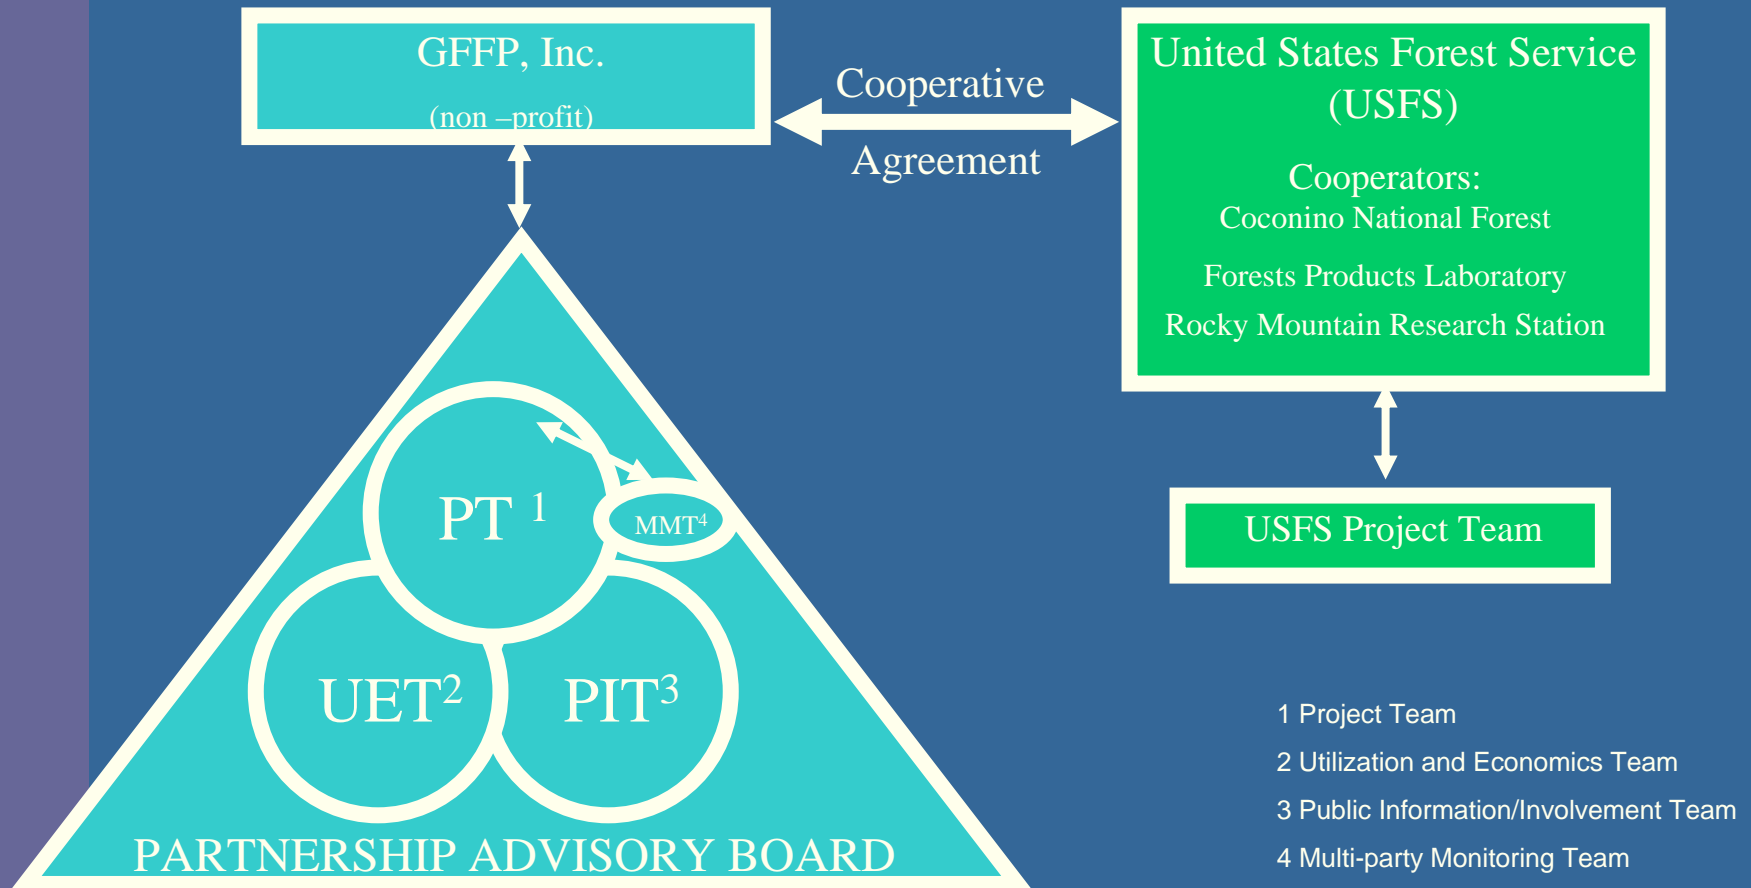 GFFP, Inc.
(non –profit)
Cooperative
Agreement
United States Forest Service
(USFS)
Cooperators:
Coconino National Forest
Forests Products Laboratory
Rocky Mountain Research Station
USFS Project Team
PT 1
MMT4
UET2
PIT3
PARTNERSHIP ADVISORY BOARD
1 Project Team
2 Utilization and Economics Team
3 Public Information/Involvement Team
4 Multi-party Monitoring Team